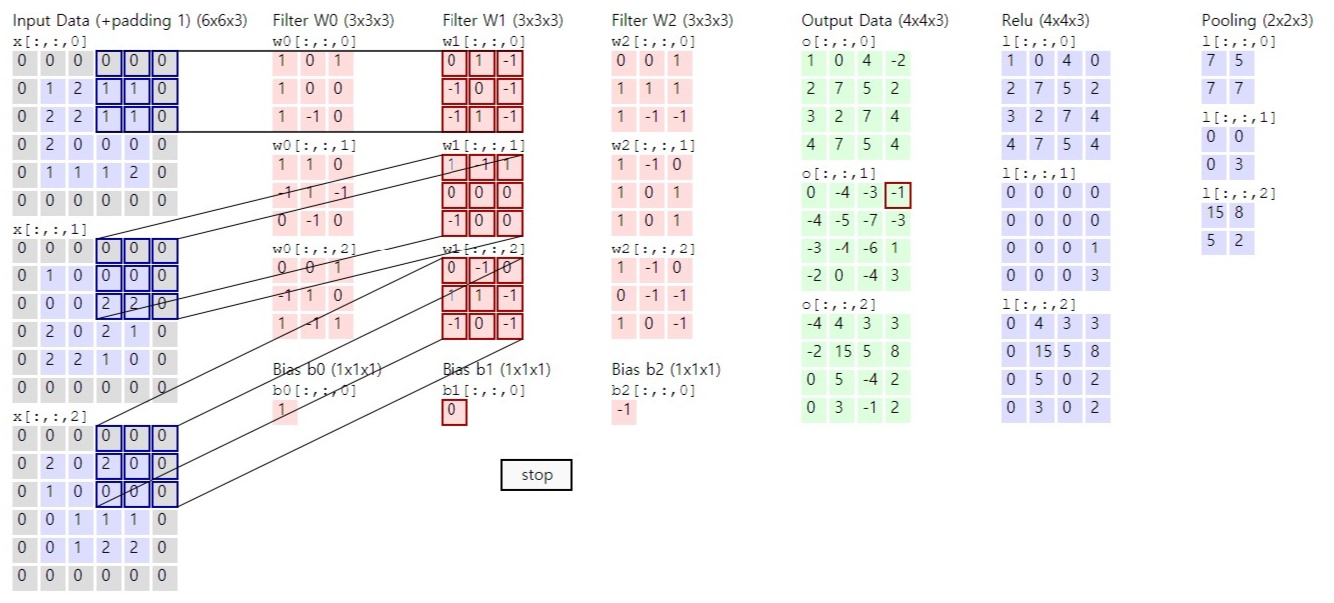 Input Data (+padding 1) (6x6x3)
x[:,:,0]
0 0 0 0 0 0
0 1 2 1 1 0
0 2 2 1 1 0
0 2 0 0 0 0
0 1 1 1 2 0
0 0 0 0 0 0
x[:,:,1]
0 0 0 0 0 0
0 1 0 0 0 0
0 0 0 2 2 0
0 2 0 2 1 0
0 2 2 1 0 0
0 0 0 0 0 0
x[:,:,2]
0 0 0 0 0 0
0 2 0 2 0 0
0 1 0 0 0 0
0 0 1 1 1 0
0 0 1 2 2 0
0 0 0 0 0 0
Filter W0 (3x3x3)
w0[:,:,0]
1 0 1
1 0 0
1 -1 0
w0[:,:,1]
1 1 0
-1 1 -1
0 -1 0
w0[:,:,2]
0 0 1
-1 1 0
1 -1 1
Bias b0 (1x1x1)
b0[:,:,0]
1
Filter W1 (3x3x3)
w1[:,:,0]
0 1 -1
-1 0 -1
-1 1 -1
w1[:,:,1]
1 -1 1
0 0 0
-1 0 0
w1[:,:,2]
0 -1 0
1 1 -1
-1 0 -1
Bias b1 (1x1x1)
b1[:,:,0]
0
Filter W2 (3x3x3)
w2[:,:,0]
0 0 1
1 1 1
1 -1 -1
w2[:,:,1]
1 -1 0
1 0 1
1 0 1
w2[:,:,2]
1 -1 0
0 -1 -1
1 0 -1
Bias b2 (1x1x1)
b2[:,:,0]
-1
stop
Output Data (4x4x3)
o[:,:,0]
1 0 4 -2
2 7 5 2
3 2 7 4
4 7 5 4
o[:,:,1]
0 -4 -3 -1
-4 -5 -7 -3
-3 -4 -6 1
-2 0 -4 3
o[:,:,2]
-4 4 3 3
-2 15 5 8
0 5 -4 2
0 3 -1 2
Relu (4x4x3)
l[:,:,0]
1 0 4 0
2 7 5 2
3 2 7 4
4 7 5 4
l[:,:,1]
0 0 0 0
0 0 0 0
0 0 0 1
0 0 0 3
l[:,:,2]
0 4 3 3
0 15 5 8
0 5 0 2
0 3 0 2
Pooling (2x2x3)
l[:,:,0]
7 5
7 7
l[:,:,1]
0 0
0 3
l[:,:,2]
15 8
5 2